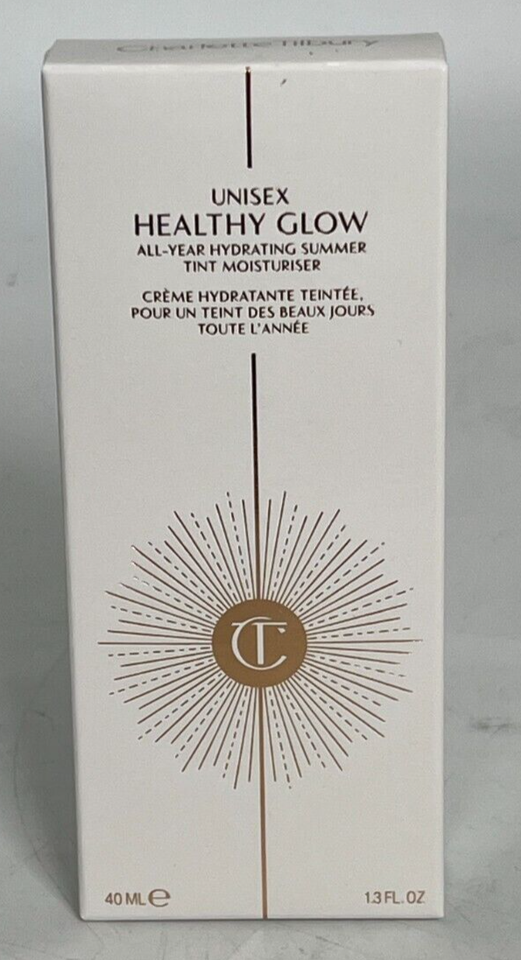 Charlotte Tilbury
UNISEX
HEALTHY GLOW
ALL-YEAR HYDRATING SUMMER
TINT MOISTURISER
CRÈME HYDRATANTE TEINTÉE,
POUR UN TEINT DES BEAUX JOURS
TOUTE L'ANNÉE
CT
40 ML ℮
1.3 FL. OZ